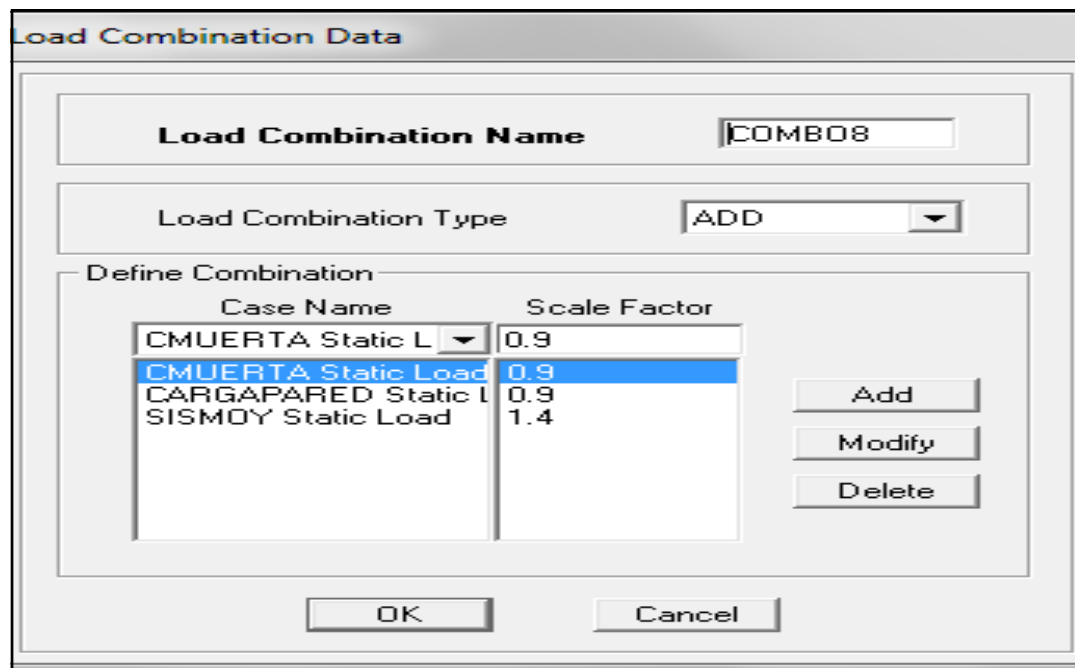 Load Combination Data
Load Combination Name COMBO8
Load Combination Type ADD
Define Combination
Case Name Scale Factor
CMUERTA Static L 0.9
CMUERTA Static Load 0.9
CARGAPARED Static L 0.9
SISMOY Static Load 1.4
Add
Modify
Delete
OK Cancel